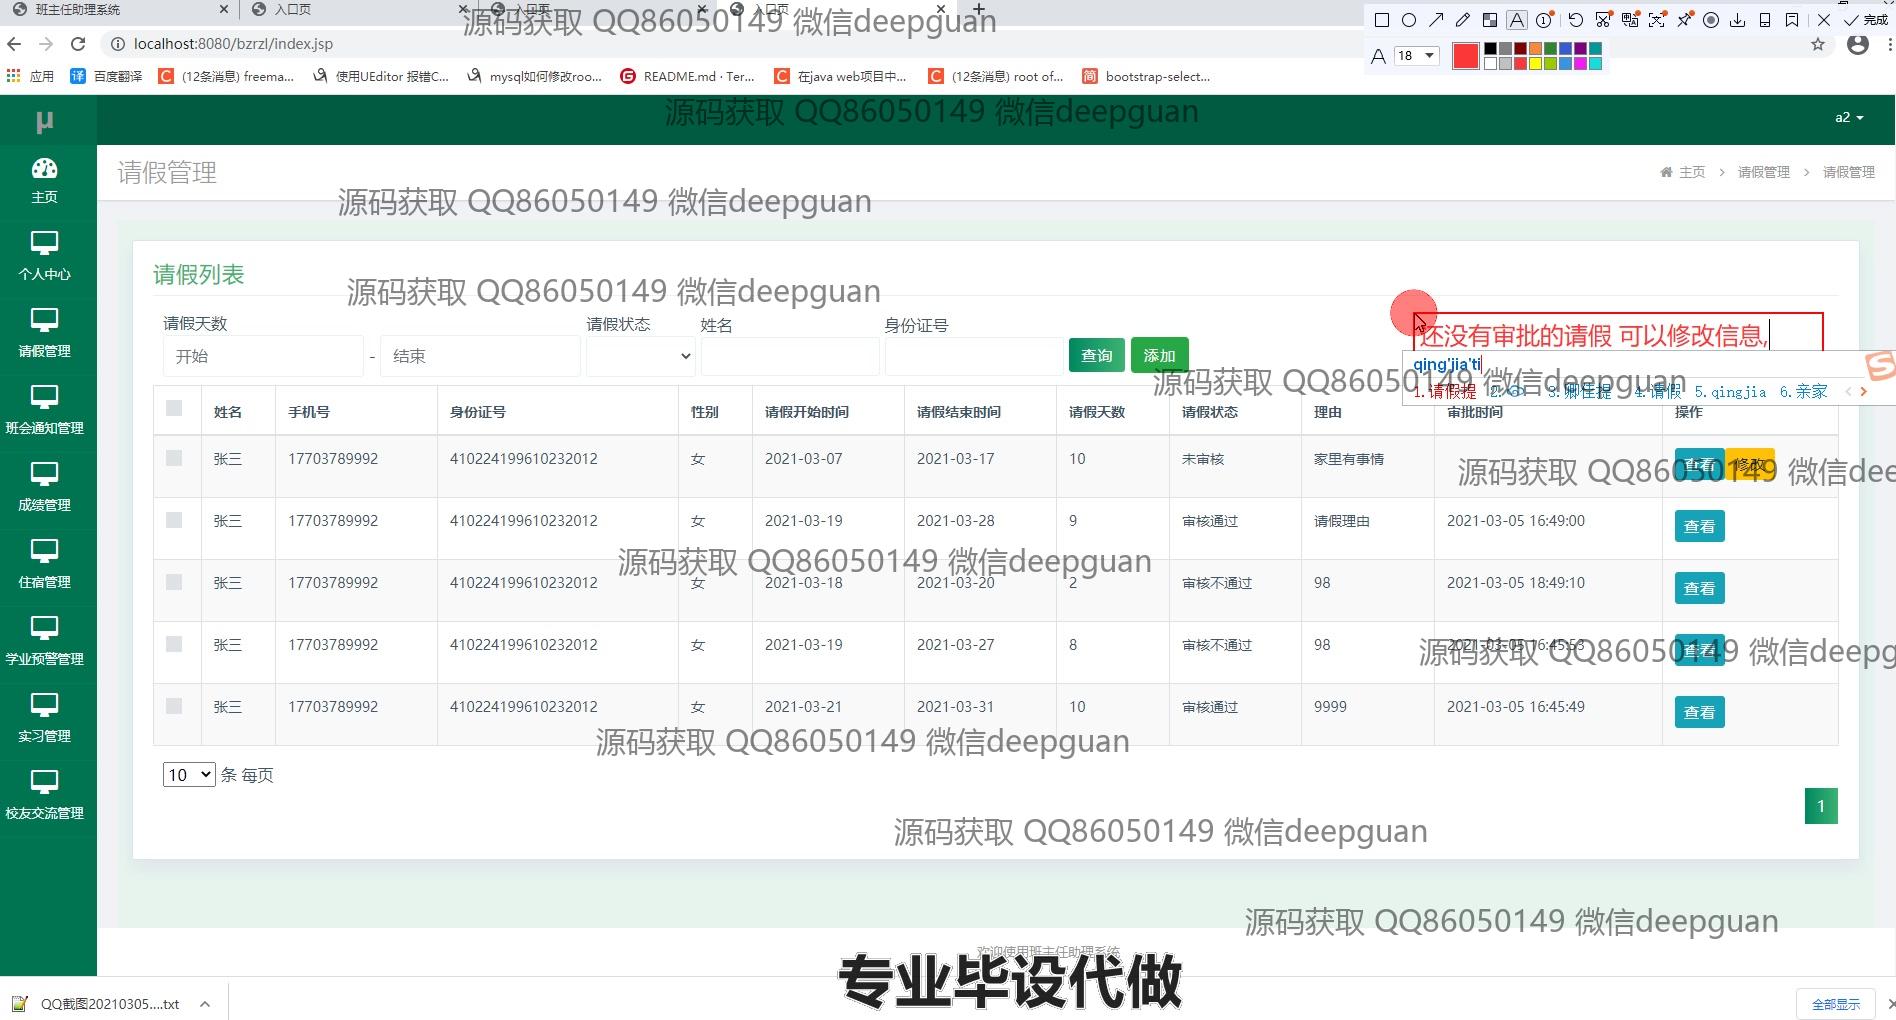 班主任助理系统 入口页 入口页 入口页
源码获取 QQ86050149 微信deepguan
完成
localhost:8080/bzrzl/index.jsp
A 18
应用 百度翻译 (12条消息) freema... 使用UEditor 报错C... mysql如何修改roo... README.md · Ter... 在java web项目中... (12条消息) root of... bootstrap-select...
源码获取 QQ86050149 微信deepguan
μ
a2
请假管理
主页 > 请假管理 > 请假管理
源码获取 QQ86050149 微信deepguan
主页
个人中心
请假管理
班会通知管理
成绩管理
住宿管理
学业预警管理
实习管理
校友交流管理
请假列表
源码获取 QQ86050149 微信deepguan
请假天数 请假状态 姓名 身份证号
开始 - 结束 查询 添加
还没有审批的请假 可以修改信息,
qing'jia'ti
1.请假提 2. 3.卿佳提 4.请假 5.qingjia 6.亲家
源码获取 QQ86050149 微信deepguan
姓名 手机号 身份证号 性别 请假开始时间 请假结束时间 请假天数 请假状态 理由 审批时间 操作
张三 17703789992 410224199610232012 女 2021-03-07 2021-03-17 10 未审核 家里有事情 查看 修改
源码获取 QQ86050149 微信dee
张三 17703789992 410224199610232012 女 2021-03-19 2021-03-28 9 审核通过 请假理由 2021-03-05 16:49:00 查看
源码获取 QQ86050149 微信deepguan
张三 17703789992 410224199610232012 女 2021-03-18 2021-03-20 2 审核不通过 98 2021-03-05 18:49:10 查看
张三 17703789992 410224199610232012 女 2021-03-19 2021-03-27 8 审核不通过 98 2021-03-05 16:45:53 查看
源码获取 QQ86050149 微信deepg
张三 17703789992 410224199610232012 女 2021-03-21 2021-03-31 10 审核通过 9999 2021-03-05 16:45:49 查看
源码获取 QQ86050149 微信deepguan
10 条 每页
1
源码获取 QQ86050149 微信deepguan
源码获取 QQ86050149 微信deepguan
欢迎使用班主任助理系统
专业毕设代做
QQ截图20210305....txt
全部显示